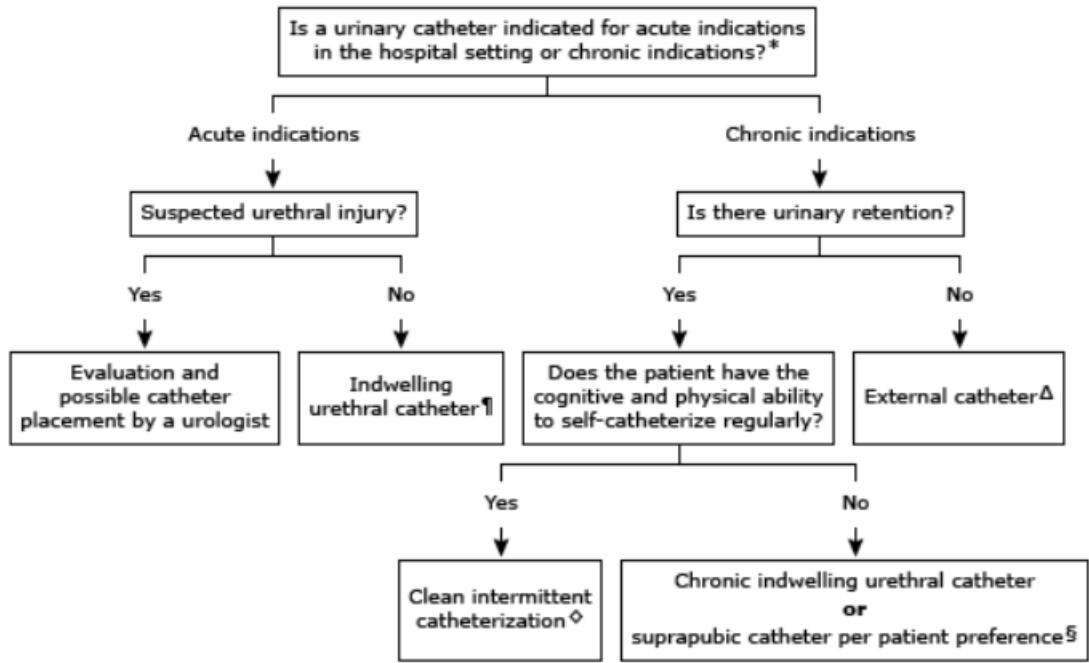 Is a urinary catheter indicated for acute indications
in the hospital setting or chronic indications?*
Acute indications
Chronic indications
Suspected urethral injury?
Is there urinary retention?
Yes
No
Yes
No
Evaluation and
possible catheter
placement by a urologist
Indwelling
urethral catheter¶
Does the patient have the
cognitive and physical ability
to self-catheterize regularly?
External catheterΔ
Yes
No
Clean intermittent
catheterization◇
Chronic indwelling urethral catheter
or
suprapubic catheter per patient preference§